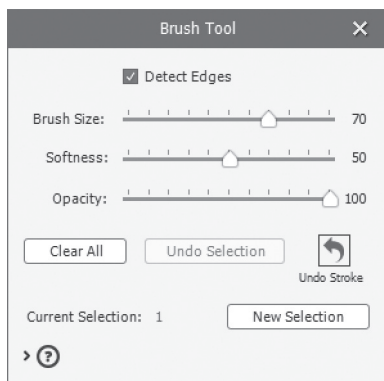 Brush Tool
Detect Edges
Brush Size: 70
Softness: 50
Opacity: 100
Clear All Undo Selection
Undo Stroke
Current Selection: 1 New Selection
> ?